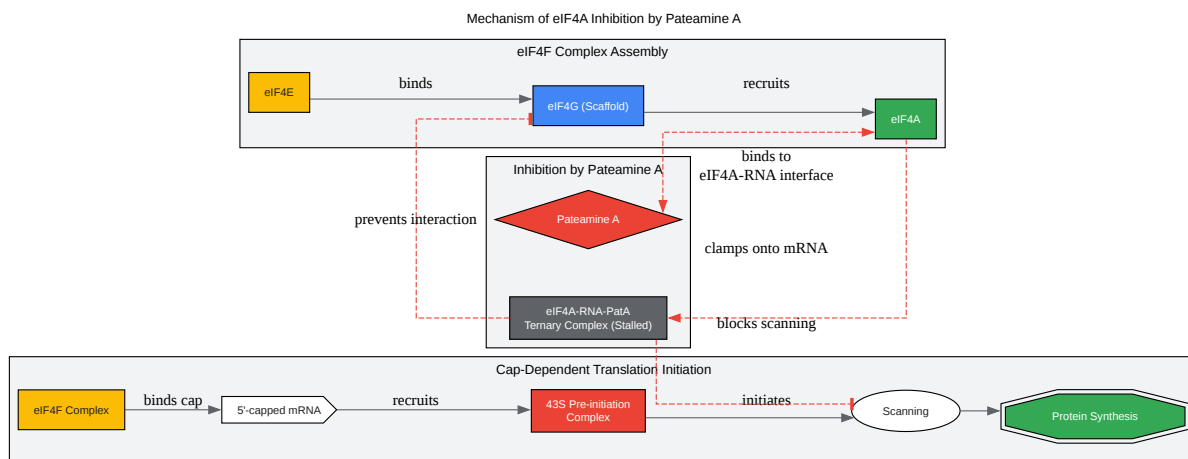 Mechanism of eIF4A Inhibition by Pateamine A
eIF4F Complex Assembly
eIF4E
binds
eIF4G (Scaffold)
recruits
eIF4A
binds to
eIF4A-RNA interface
Inhibition by Pateamine A
Pateamine A
prevents interaction
clamps onto mRNA
eIF4A-RNA-PatA
Ternary Complex (Stalled)
blocks scanning
Cap-Dependent Translation Initiation
eIF4F Complex
binds cap
5'-capped mRNA
recruits
43S Pre-initiation
Complex
initiates
Scanning
Protein Synthesis